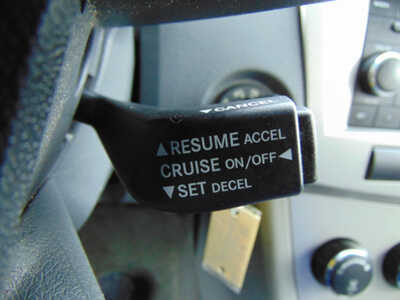 ▼CANCEL
▲RESUME ACCEL
CRUISE ON/OFF◀
▼SET DECEL